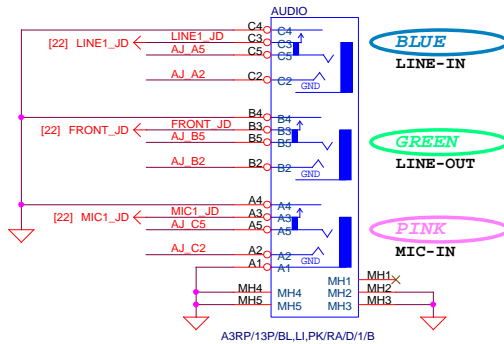 AUDIO
C4 C4
LINE1_JD C3 C3
[22] LINE1_JD
AJ_A5 C5 C5
BLUE
LINE-IN
AJ_A2 C2 C2
GND
B4 B4
FRONT_JD B3 B3
[22] FRONT_JD
AJ_B5 B5 B5
GREEN
LINE-OUT
AJ_B2 B2 B2
GND
A4 A4
MIC1_JD A3 A3
[22] MIC1_JD
AJ_C5 A5 A5
PINK
MIC-IN
AJ_C2 A2 A2
GND
A1 A1
MH1 MH1
MH4 MH4 MH2 MH2
MH5 MH5 MH3 MH3
A3RP/13P/BL,LI,PK/RA/D/1/B